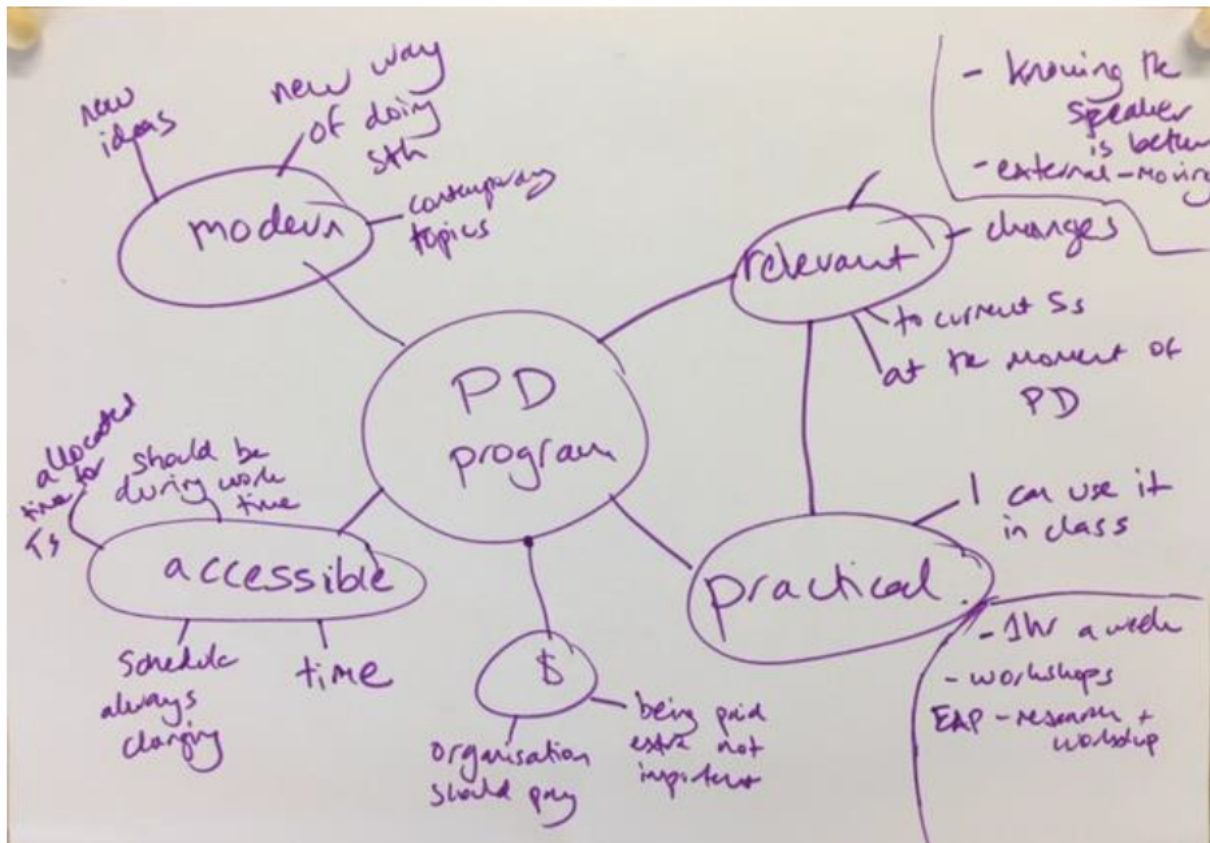 new
ideas
new way
of doing
sth
modern
contemporary
topics
- knowing the
speaker
is better
- external - moving
relevant
- changes
to current Ss
at the moment of
PD
PD
program
allocated
time for
Ts
should be
during work
time
accessible
schedule
always
changing
time
$
organisation
should pay
being paid
extra not
important
practical
I can use it
in class
- 1hr a week
- workshops
EAP - research +
workshop